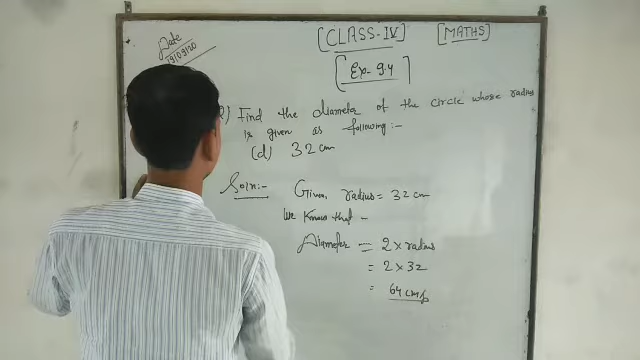 Date
19/09/20
[CLASS-IV] [MATHS]
[Ex-9.4]
2) Find the diameter of the circle whose radius
is given as following:-
(d) 32 cm
Soln:- Given, radius = 32 cm
We know that -
Diameter = 2 × radius
= 2 × 32
= 64 cm